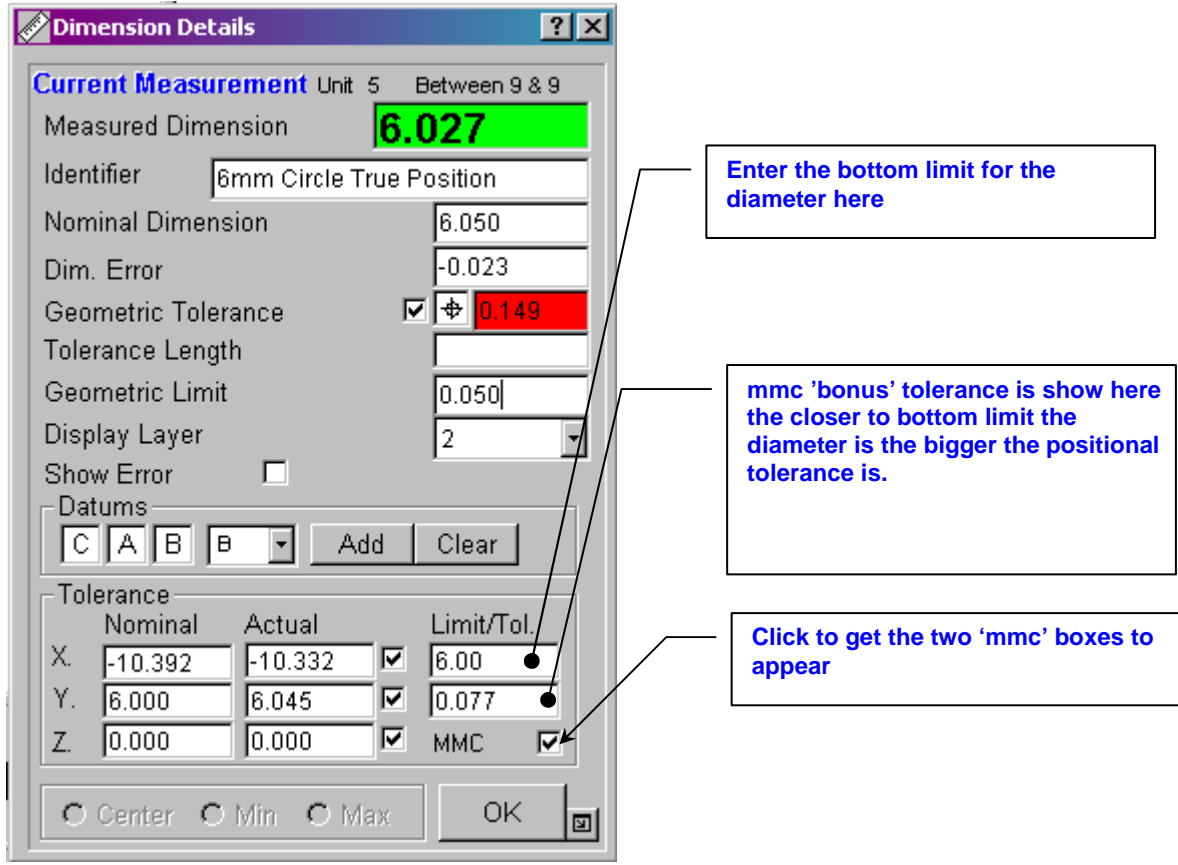 Dimension Details
Current Measurement Unit 5 Between 9 & 9
Measured Dimension 6.027
Identifier 6mm Circle True Position
Nominal Dimension 6.050
Dim. Error -0.023
Geometric Tolerance 0.149
Tolerance Length
Geometric Limit 0.050
Display Layer 2
Show Error
Datums
C A B B Add Clear
Tolerance
Nominal Actual Limit/Tol.
X. -10.392 -10.332 6.00
Y. 6.000 6.045 0.077
Z. 0.000 0.000 MMC
Center Min Max OK
Enter the bottom limit for the
diameter here
mmc 'bonus' tolerance is show here
the closer to bottom limit the
diameter is the bigger the positional
tolerance is.
Click to get the two 'mmc' boxes to
appear